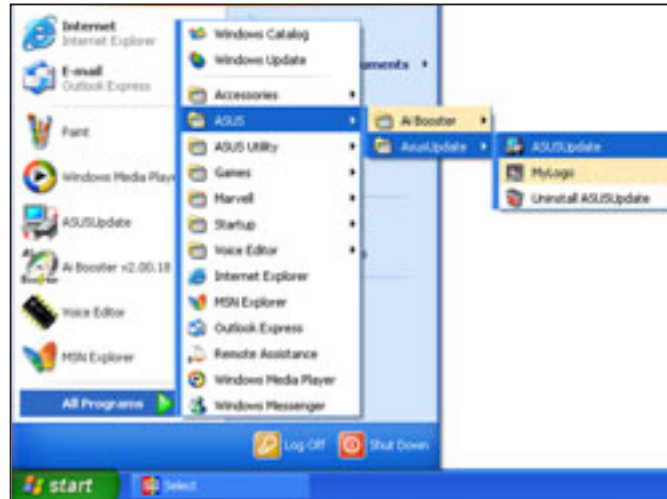 Internet
Internet Explorer
E-mail
Outlook Express
Paint
Windows Media Play
ASUSUpdate
Ai Booster v2.00.18
Voice Editor
MSN Explorer
All Programs
Windows Catalog
Windows Update
Accessories
ASUS
ASUS Utility
Games
Marvell
Startup
Voice Editor
Internet Explorer
MSN Explorer
Outlook Express
Remote Assistance
Windows Media Player
Windows Messenger
uments
Ai Booster
AsusUpdate
ASUSUpdate
MyLogo
Uninstall ASUSUpdate
Log Off
Shut Down
start
Select